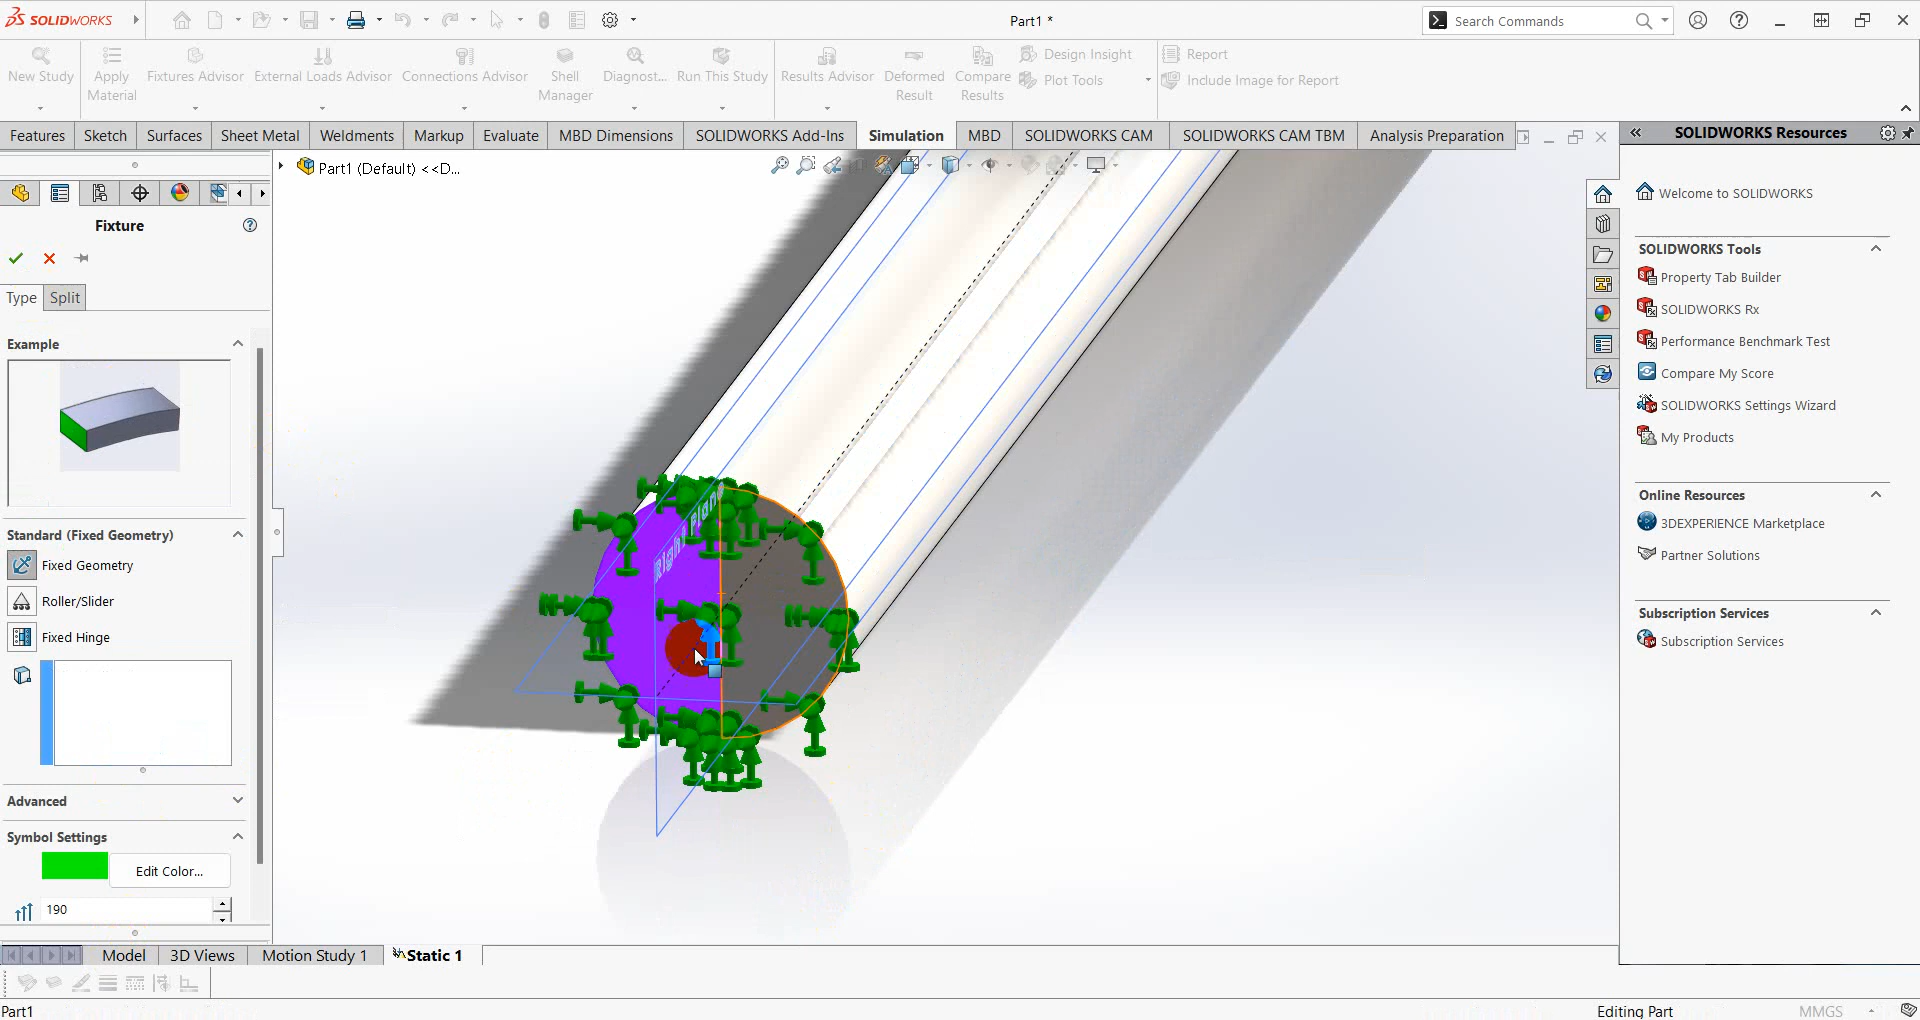 SOLIDWORKS
Part1 *
Search Commands
New Study
Apply Material
Fixtures Advisor
External Loads Advisor
Connections Advisor
Shell Manager
Diagnost...
Run This Study
Results Advisor
Deformed Result
Compare Results
Design Insight
Plot Tools
Report
Include Image for Report
Features
Sketch
Surfaces
Sheet Metal
Weldments
Markup
Evaluate
MBD Dimensions
SOLIDWORKS Add-Ins
Simulation
MBD
SOLIDWORKS CAM
SOLIDWORKS CAM TBM
Analysis Preparation
SOLIDWORKS Resources
Part1 (Default) <<D...
Fixture
Type
Split
Example
Standard (Fixed Geometry)
Fixed Geometry
Roller/Slider
Fixed Hinge
Advanced
Symbol Settings
Edit Color...
190
Right Plane
Welcome to SOLIDWORKS
SOLIDWORKS Tools
Property Tab Builder
SOLIDWORKS Rx
Performance Benchmark Test
Compare My Score
SOLIDWORKS Settings Wizard
My Products
Online Resources
3DEXPERIENCE Marketplace
Partner Solutions
Subscription Services
Subscription Services
Model
3D Views
Motion Study 1
Static 1
Part1
Editing Part
MMGS